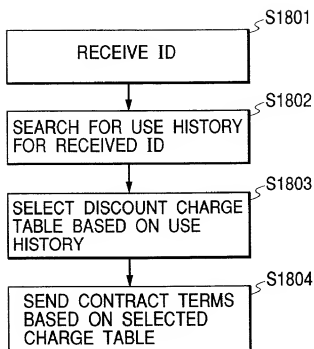 S1801
RECEIVE ID
S1802
SEARCH FOR USE HISTORY
FOR RECEIVED ID
S1803
SELECT DISCOUNT CHARGE
TABLE BASED ON USE
HISTORY
S1804
SEND CONTRACT TERMS
BASED ON SELECTED
CHARGE TABLE